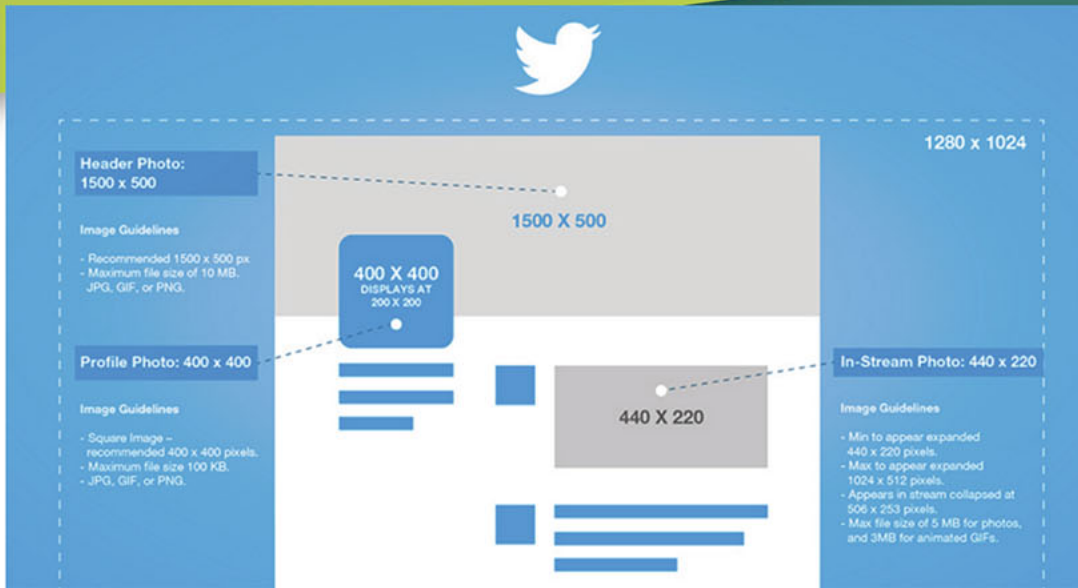 1280 x 1024
Header Photo:
1500 x 500
Image Guidelines
- Recommended 1500 x 500 px
- Maximum file size of 10 MB.
JPG, GIF, or PNG.
1500 X 500
400 X 400
DISPLAYS AT
200 X 200
Profile Photo: 400 x 400
Image Guidelines
- Square Image –
recommended 400 x 400 pixels.
- Maximum file size 100 KB.
- JPG, GIF, or PNG.
440 X 220
In-Stream Photo: 440 x 220
Image Guidelines
- Min to appear expanded
440 x 220 pixels.
- Max to appear expanded
1024 x 512 pixels.
- Appears in stream collapsed at
506 x 253 pixels.
- Max file size of 5 MB for photos,
and 3MB for animated GIFs.